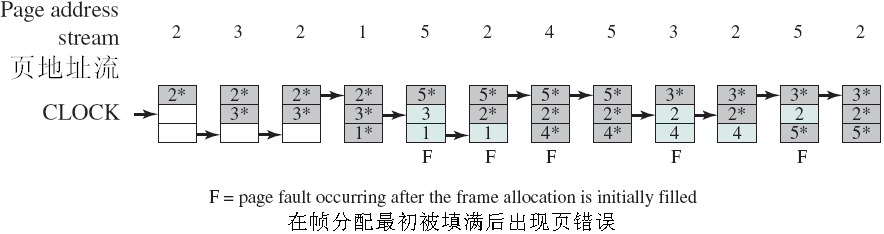 Page address
stream 2 3 2 1 5 2 4 5 3 2 5 2
页地址流
2* 2* 2* 2* 5* 5* 5* 5* 3* 3* 3* 3*
CLOCK 3* 3* 3* 3 2* 2* 2* 2 2* 2 2*
1* 1 1 4* 4* 4 4 5* 5*
F F F F F
F = page fault occurring after the frame allocation is initially filled
在帧分配最初被填满后出现页错误